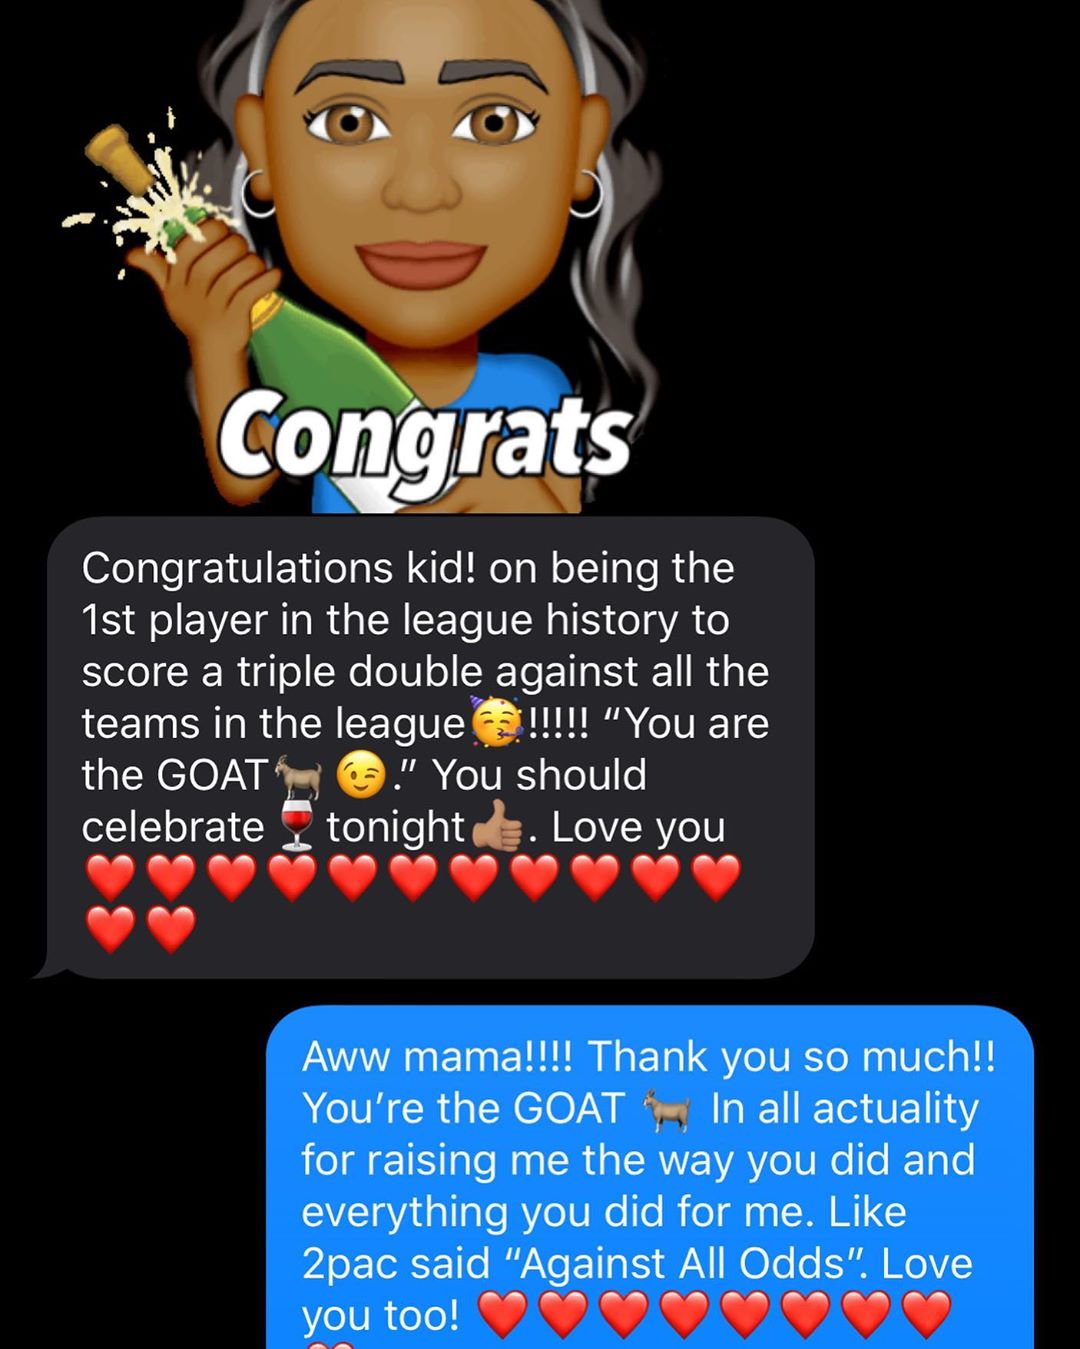 Congrats
Congratulations kid! on being the
1st player in the league history to
score a triple double against all the
teams in the league🥳!!!!! “You are
the GOAT🐐 😉.” You should
celebrate🍷tonight👍🏽. Love you
❤️❤️❤️❤️❤️❤️❤️❤️❤️❤️❤️
❤️❤️
Aww mama!!!! Thank you so much!!
You’re the GOAT 🐐 In all actuality
for raising me the way you did and
everything you did for me. Like
2pac said “Against All Odds”. Love
you too! ❤️❤️❤️❤️❤️❤️❤️❤️